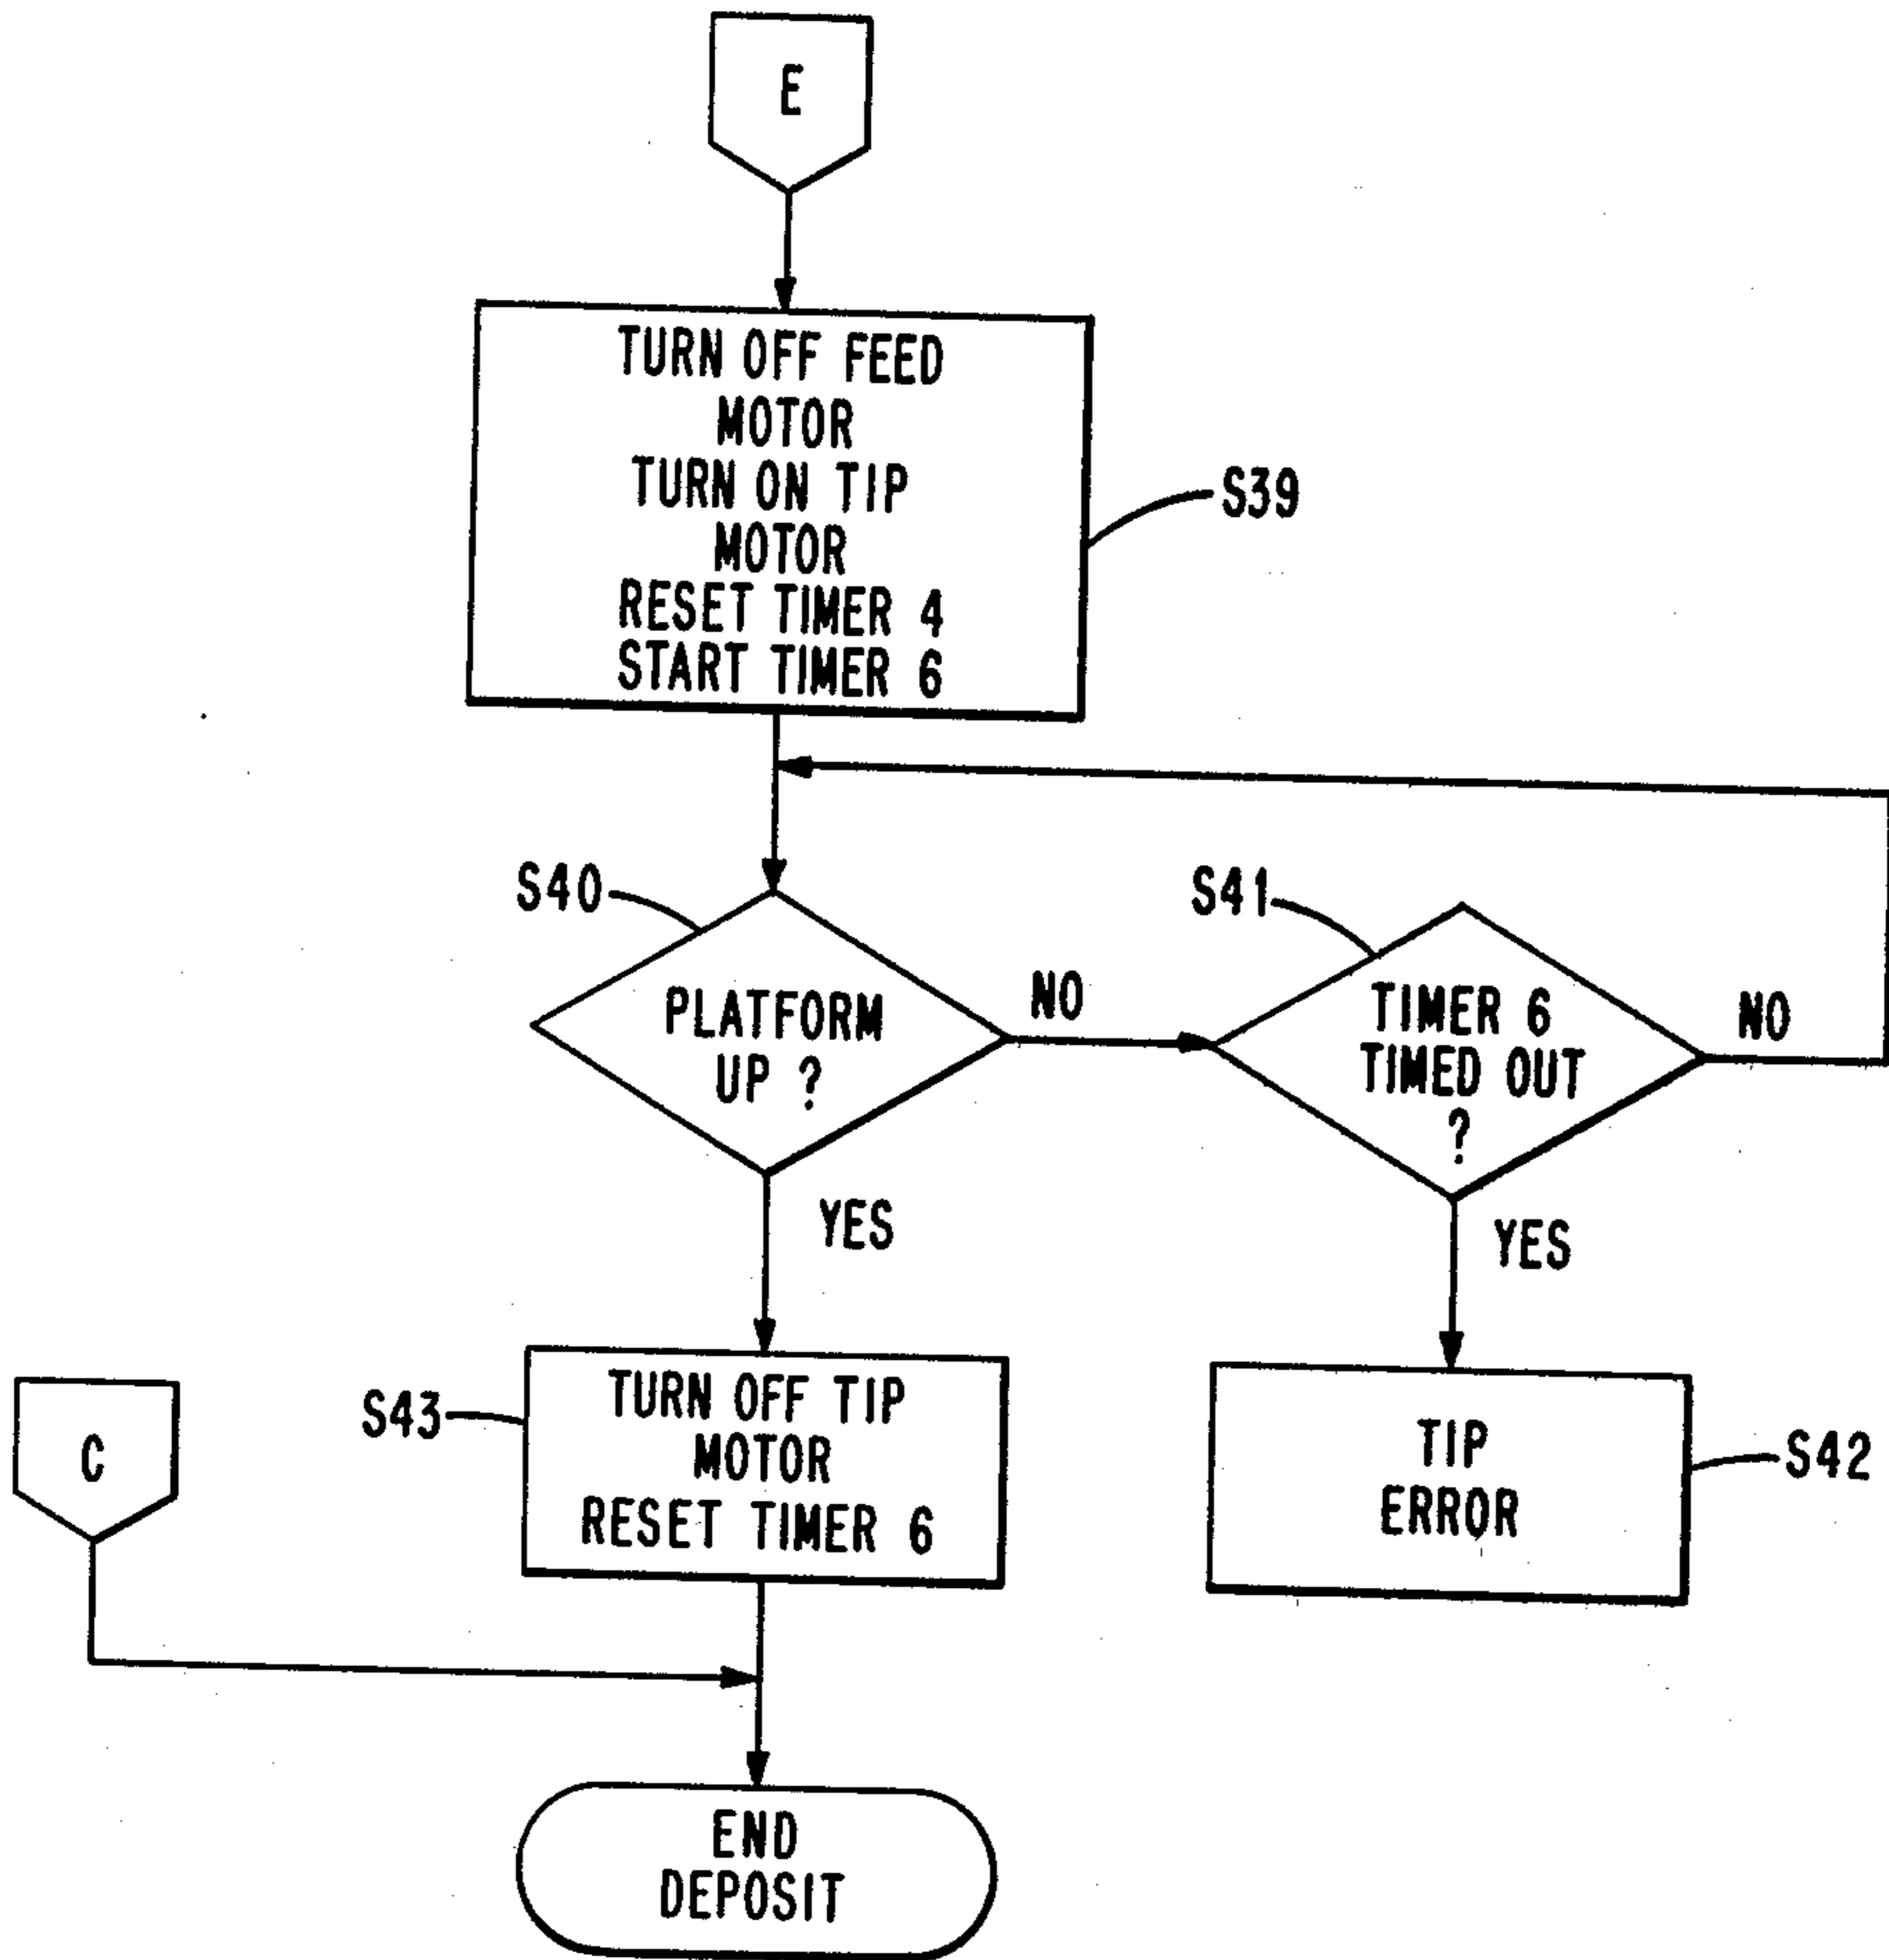 E
TURN OFF FEED
MOTOR
TURN ON TIP
MOTOR
RESET TIMER 4
START TIMER 6
S39
S40
PLATFORM
UP ?
NO
YES
S41
TIMER 6
TIMED OUT
?
NO
YES
C
S43
TURN OFF TIP
MOTOR
RESET TIMER 6
TIP
ERROR
S42
END
DEPOSIT